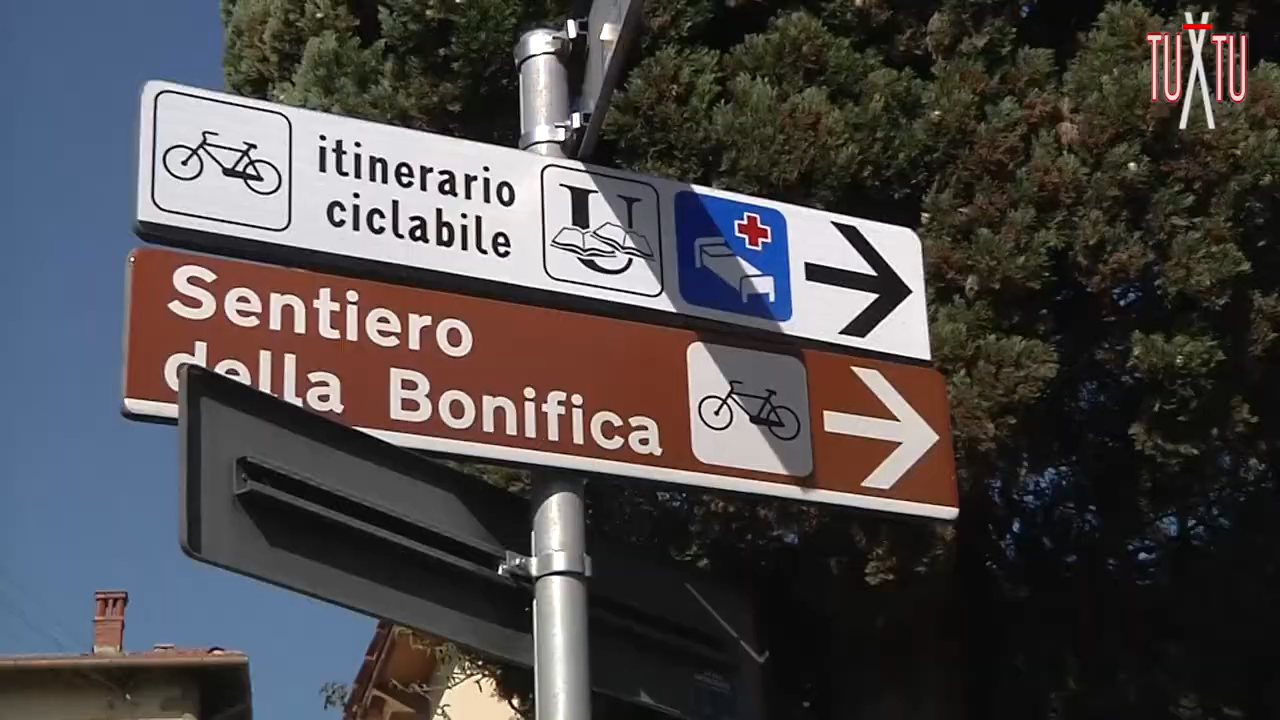 TUXTU
itinerario
ciclabile
U
Sentiero
della Bonifica